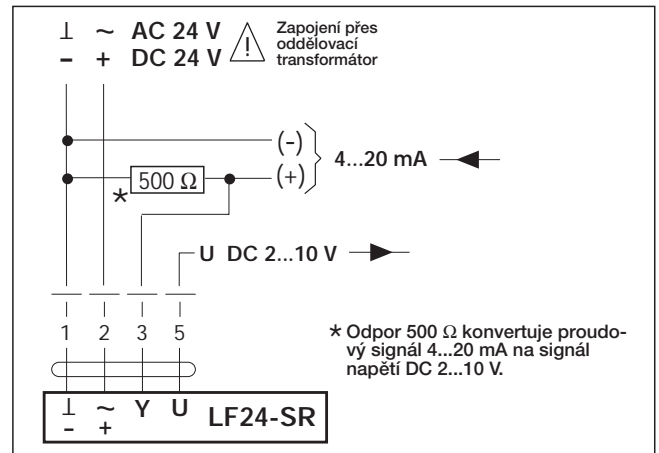 ⊥ ~ AC 24 V
– + DC 24 V
! Zapojení přes
oddělovací
transformátor
(-)
4...20 mA
* 500 Ω (+)
U DC 2...10 V
1 2 3 5
* Odpor 500 Ω konvertuje proudo-
vý signál 4...20 mA na signál
napětí DC 2...10 V.
⊥ ~ Y U LF24-SR
- +